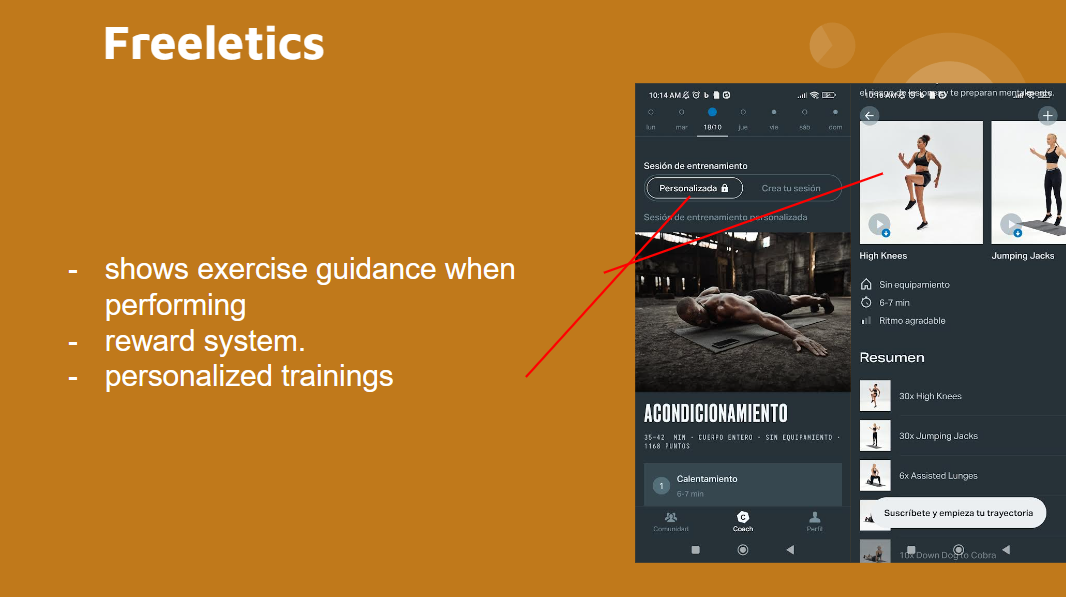 Freeletics
- shows exercise guidance when
performing
- reward system.
- personalized trainings
10:14 AM
lun mar 18/10 jue vie sáb dom
Sesión de entrenamiento
Personalizada Crea tu sesión
Sesión de entrenamiento personalizada
ACONDICIONAMIENTO
35-42 MIN · CUERPO ENTERO · SIN EQUIPAMIENTO ·
1168 PUNTOS
1 Calentamiento
6-7 min
Comunidad Coach Perfil
el riesgo de lesiones y te preparan mentalmente.
High Knees Jumping Jacks
Sin equipamiento
6-7 min
Ritmo agradable
Resumen
30x High Knees
30x Jumping Jacks
6x Assisted Lunges
Suscríbete y empieza tu trayectoria
10x Down Dog to Cobra